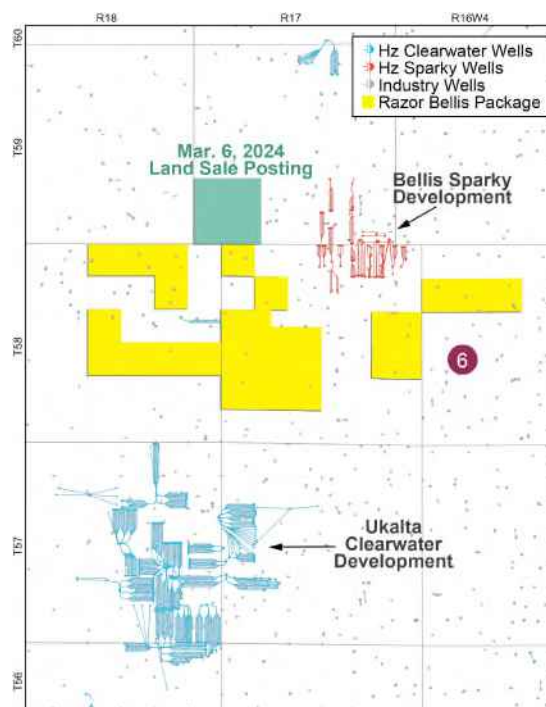 R18
R17
R16W4
T60
Hz Clearwater Wells
Hz Sparky Wells
Industry Wells
Razor Bellis Package
T59
Mar. 6, 2024
Land Sale Posting
Bellis Sparky
Development
T58
6
T57
Ukalta
Clearwater
Development
T56